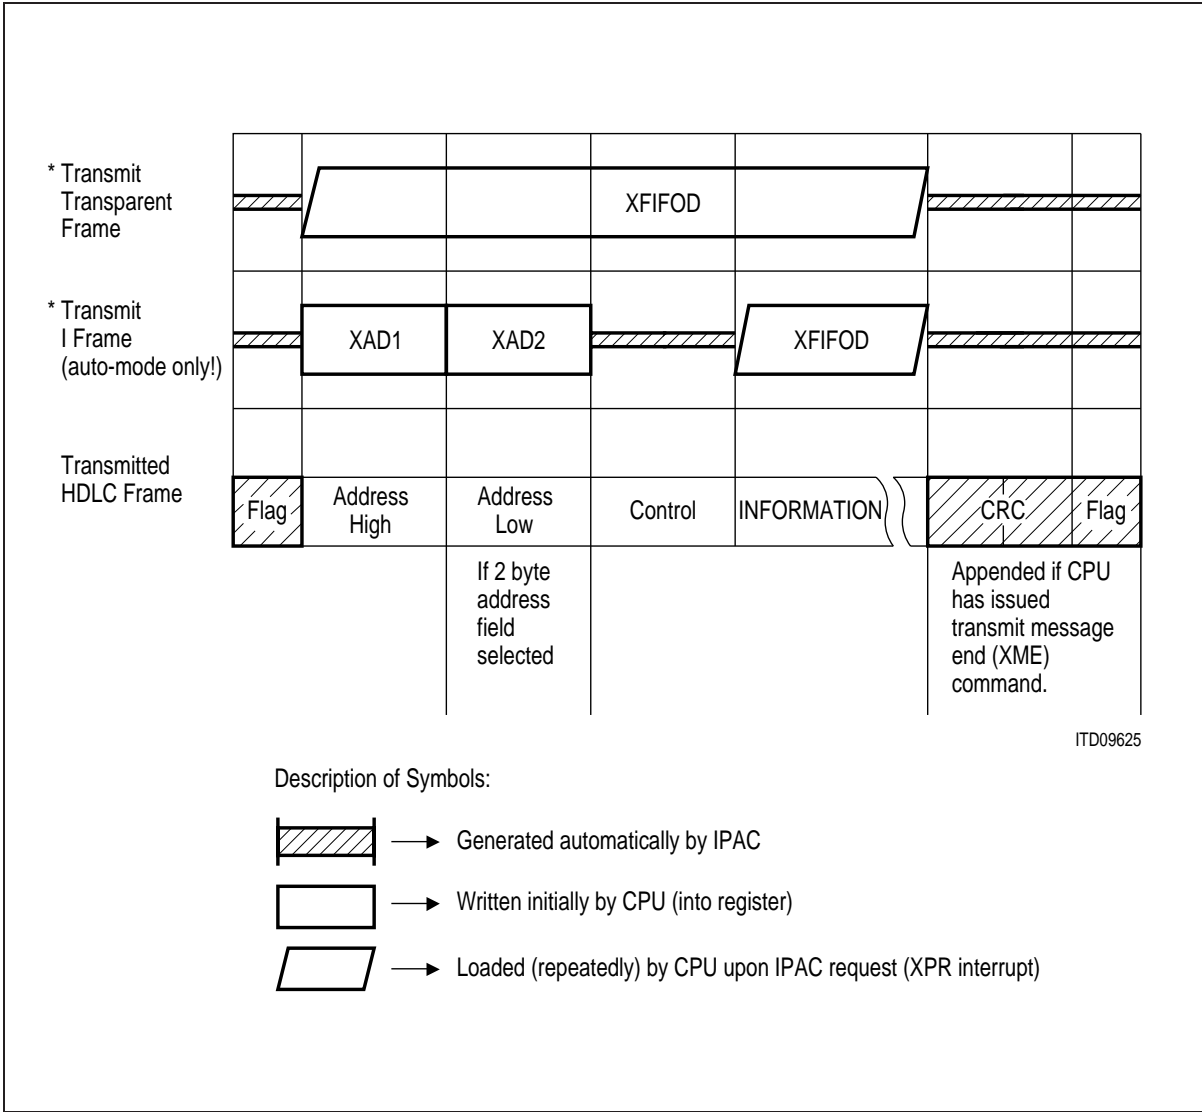 * Transmit
Transparent
Frame
XFIFOD
* Transmit
I Frame
(auto-mode only!)
XAD1
XAD2
XFIFOD
Transmitted
HDLC Frame
Flag
Address
High
Address
Low
Control
INFORMATION
CRC
Flag
If 2 byte
address
field
selected
Appended if CPU
has issued
transmit message
end (XME)
command.
ITD09625
Description of Symbols:
Generated automatically by IPAC
Written initially by CPU (into register)
Loaded (repeatedly) by CPU upon IPAC request (XPR interrupt)